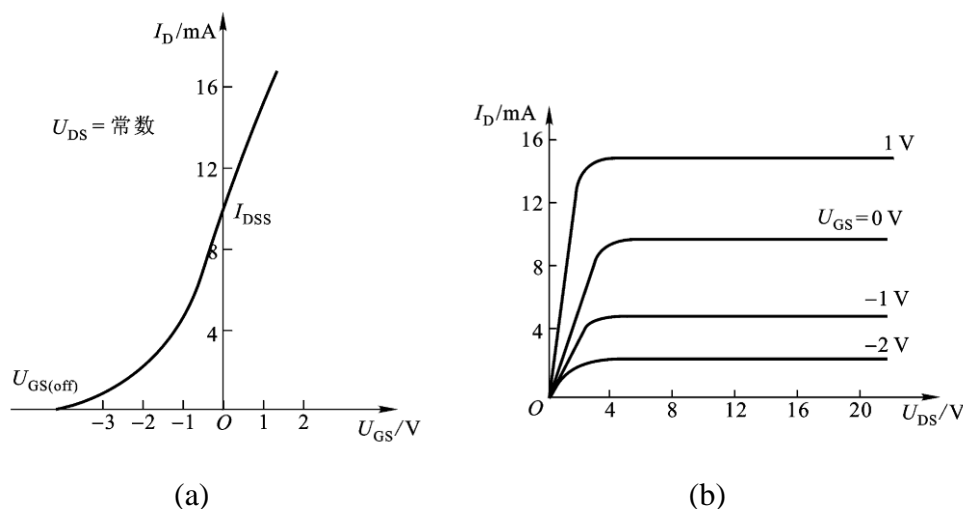 I_D/mA
16
U_DS = 常数
12
I_DSS
8
4
U_GS(off)
−3 −2 −1 O 1 2 U_GS/V
(a)
I_D/mA
16
1 V
12
U_GS=0 V
8
−1 V
4
−2 V
O 4 8 12 16 20 U_DS/V
(b)